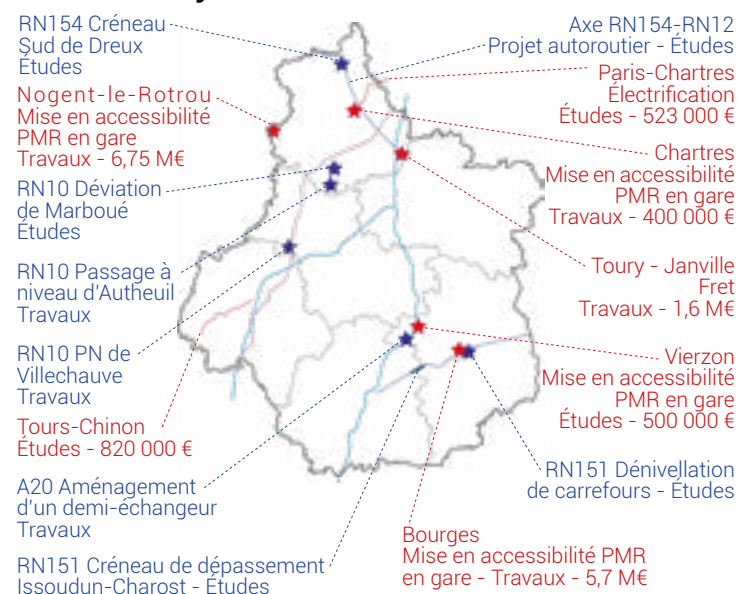 RN154 Créneau
Sud de Dreux
Études
Nogent-le-Rotrou
Mise en accessibilité
PMR en gare
Travaux - 6,75 M€
RN10 Déviation
de Marboué
Études
RN10 Passage à
niveau d'Autheuil
Travaux
RN10 PN de
Villechauve
Travaux
Tours-Chinon
Études - 820 000 €
A20 Aménagement
d'un demi-échangeur
Travaux
RN151 Créneau de dépassement
Issoudun-Charost - Études
Axe RN154-RN12
Projet autoroutier - Études
Paris-Chartres
Électrification
Études - 523 000 €
Chartres
Mise en accessibilité
PMR en gare
Travaux - 400 000 €
Toury - Janville
Fret
Travaux - 1,6 M€
Vierzon
Mise en accessibilité
PMR en gare
Études - 500 000 €
RN151 Dénivellation
de carrefours - Études
Bourges
Mise en accessibilité PMR
en gare - Travaux - 5,7 M€